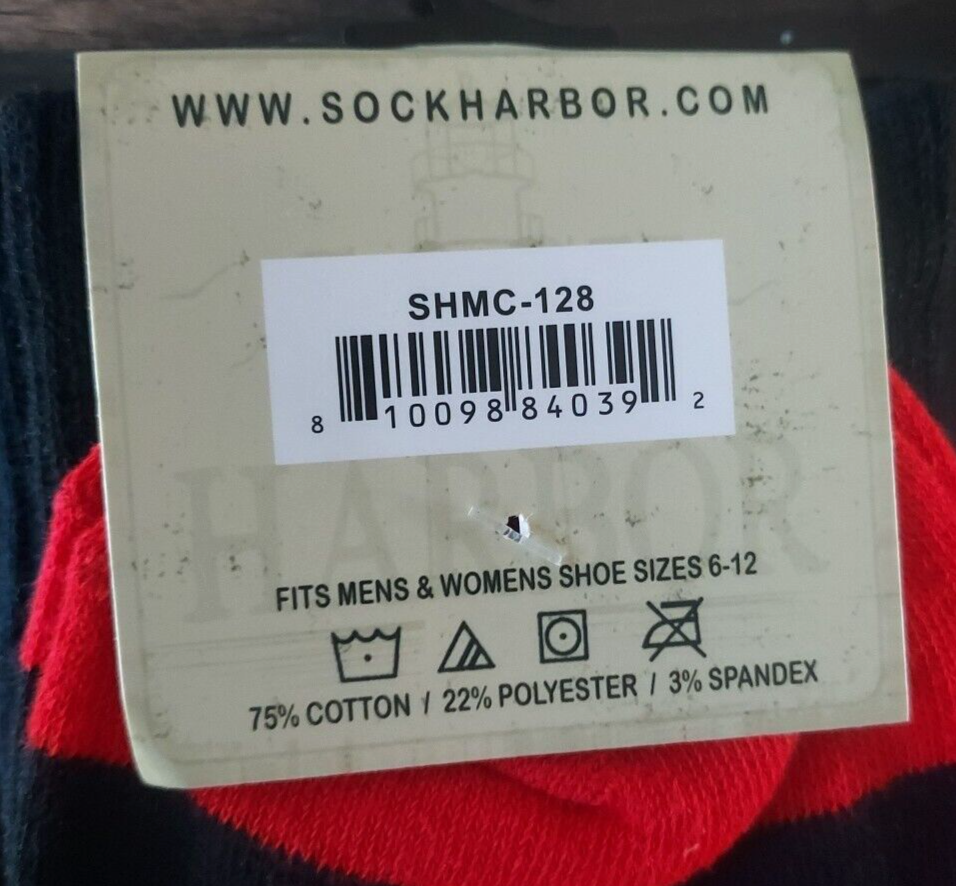 WWW.SOCKHARBOR.COM
SHMC-128
8 10098 84039 2
HARBOR
FITS MENS & WOMENS SHOE SIZES 6-12
75% COTTON / 22% POLYESTER / 3% SPANDEX